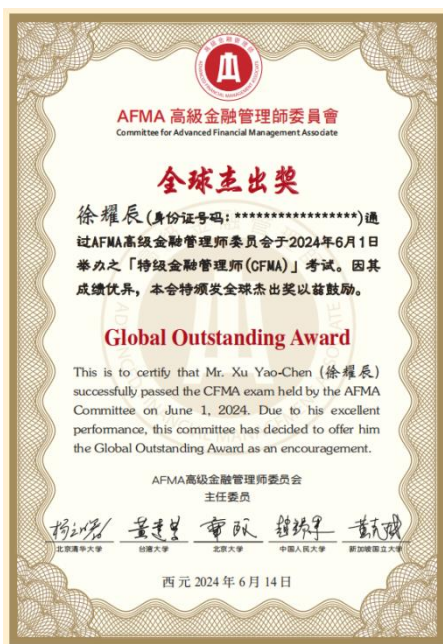 AFMA 高級金融管理師委員會
Committee for Advanced Financial Management Associate
全球杰出奖
徐耀辰(身份证号码：*****************)通
过AFMA高级金融管理师委员会于2024年6月1日
举办之「特级金融管理师(CFMA)」考试。因其
成绩优异，本会特颁发全球杰出奖以兹鼓励。
Global Outstanding Award
This is to certify that Mr. Xu Yao-Chen (徐耀辰)
successfully passed the CFMA exam held by the AFMA
Committee on June 1, 2024. Due to his excellent
performance, this committee has decided to offer him
the Global Outstanding Award as an encouragement.
AFMA高级金融管理师委员会
主任委员
北京清华大学 台湾大学 北京大学 中国人民大学 新加坡国立大学
西元 2024 年 6 月 14 日